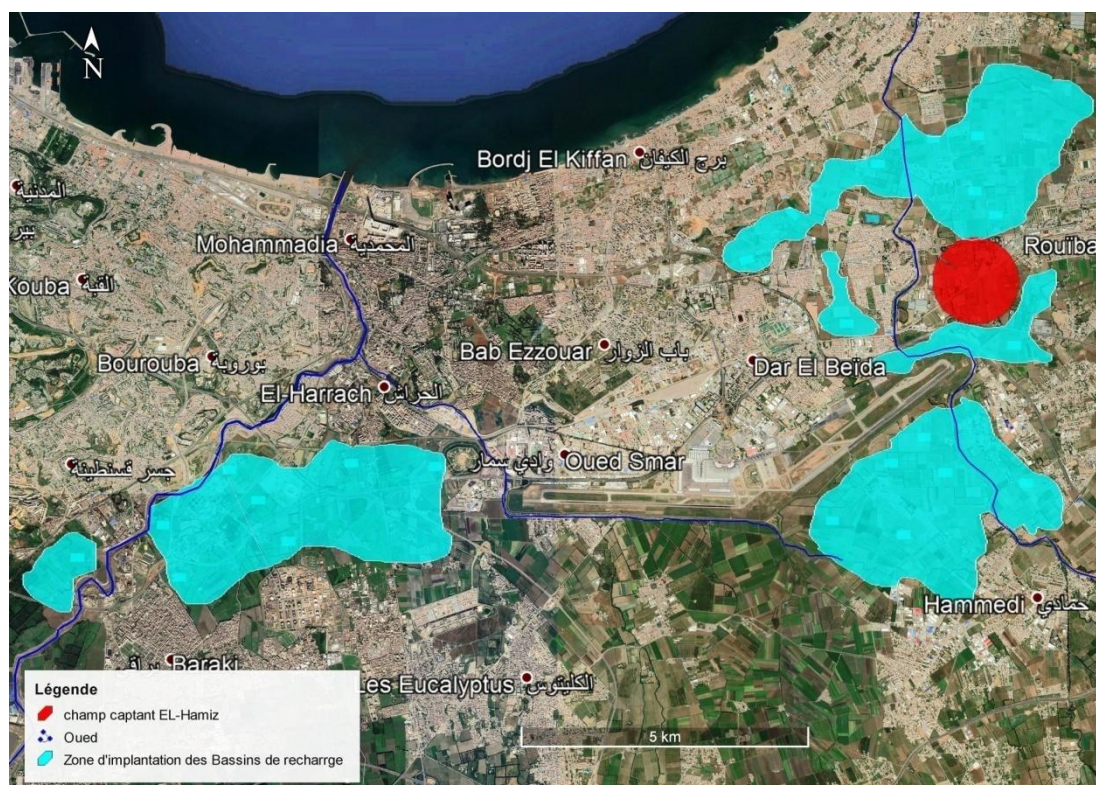 N
Bordj El Kiffan برج الكيفان
المدنية
بير
Mohammadia المحمدية
Rouïba
Kouba القبة
Bourouba بوروبة
Bab Ezzouar باب الزوار
Dar El Beïda
El-Harrach الحراش
جسر قسنطينة
وادي سمار Oued Smar
Hammedi حمادي
Baraki
Les Eucalyptus الكاليتوس
Légende
champ captant EL-Hamiz
Oued
Zone d'implantation des Bassins de recharrge
5 km